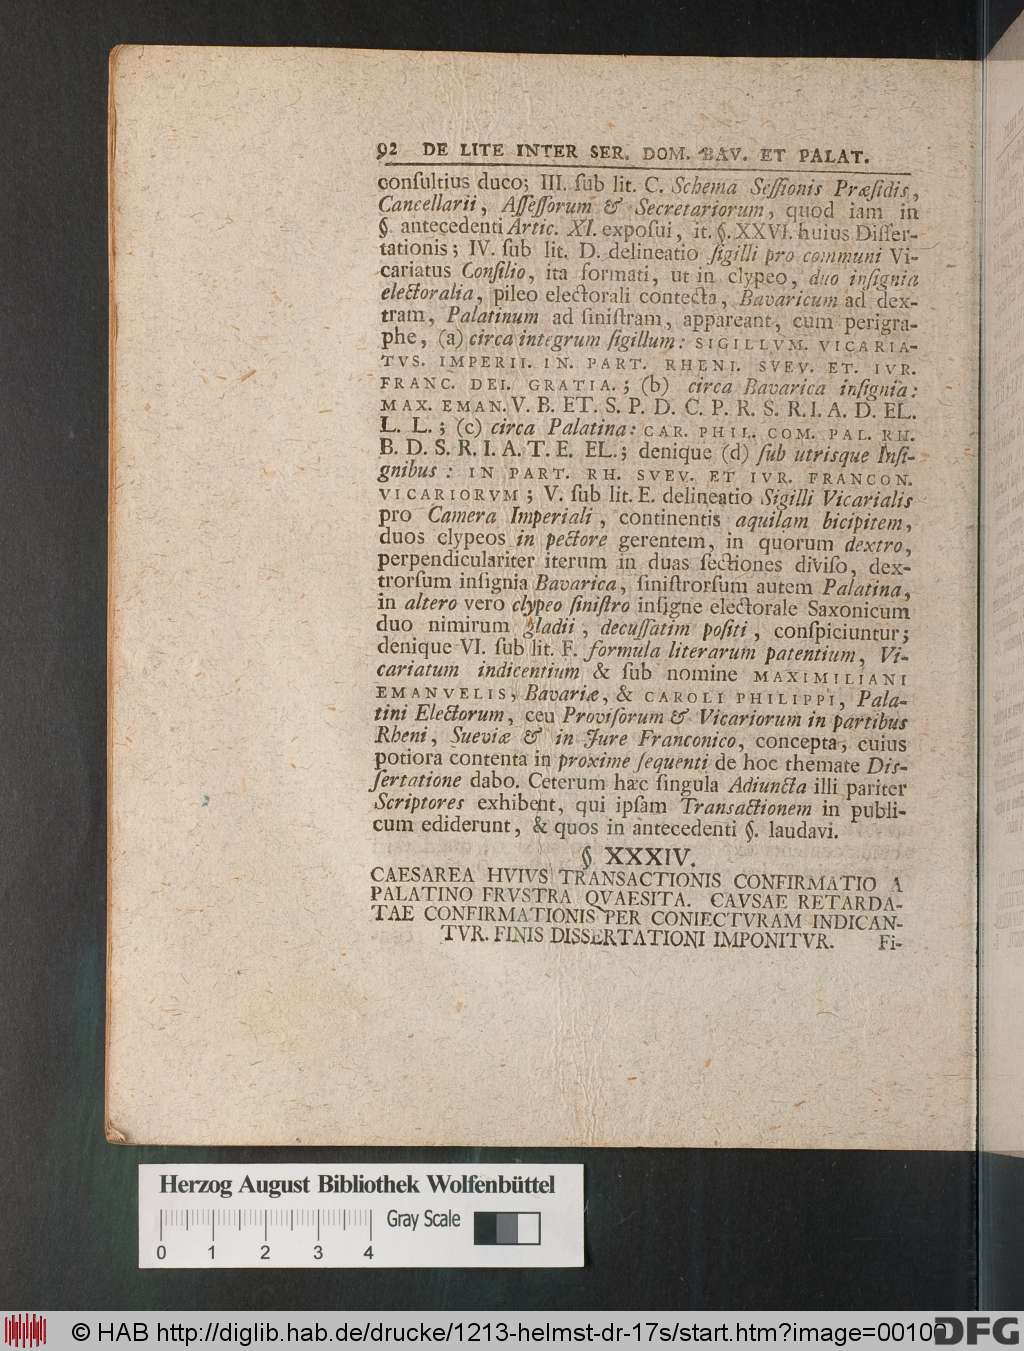 92 DE LITE INTER SER. DOM. BAV. ET PALAT.
conſultius duco; III. ſub lit. C. Schema Seſſionis Præſidis,
Cancellarii, Aſſeſſorum & Secretariorum, quod iam in
§. antecedenti Artic. XI. expoſui, it. §. XXVI. huius Diſſer-
tationis; IV. ſub lit. D. delineatio ſigilli pro communi Vi-
cariatus Conſilio, ita formati, ut in clypeo, duo inſignia
electoralia, pileo electorali contecta, Bavaricum ad dex-
tram, Palatinum ad ſiniſtram, appareant, cum perigra-
phe, (a) circa integrum ſigillum: SIGILLVM. VICARIA-
TVS. IMPERII. IN. PART. RHENI. SVEV. ET. IVR.
FRANC. DEI. GRATIA.; (b) circa Bavarica inſignia:
MAX. EMAN. V. B. ET. S. P. D. C. P. R. S. R. I. A. D. EL.
L. L.; (c) circa Palatina: CAR. PHIL. COM. PAL. RH.
B. D. S. R. I. A. T. E. EL.; denique (d) ſub utrisque Inſi-
gnibus: IN PART. RH. SVEV. ET IVR. FRANCON.
VICARIORVM; V. ſub lit. E. delineatio Sigilli Vicarialis
pro Camera Imperiali, continentis aquilam bicipitem,
duos clypeos in pectore gerentem, in quorum dextro,
perpendiculariter iterum in duas ſectiones diviſo, dex-
trorſum inſignia Bavarica, ſiniſtrorſum autem Palatina,
in altero vero clypeo ſiniſtro inſigne electorale Saxonicum
duo nimirum gladii, decuſſatim poſiti, conſpiciuntur;
denique VI. ſub lit. F. formula literarum patentium, Vi-
cariatum indicentium & ſub nomine MAXIMILIANI
EMANVELIS, Bavariæ, & CAROLI PHILIPPI, Pala-
tini Electorum, ceu Proviſorum & Vicariorum in partibus
Rheni, Sueviæ & in Jure Franconico, concepta, cuius
potiora contenta in proxime ſequenti de hoc themate Diſ-
ſertatione dabo. Ceterum hæc ſingula Adiuncta illi pariter
Scriptores exhibent, qui ipſam Transactionem in publi-
cum ediderunt, & quos in antecedenti §. laudavi.
§ XXXIV.
CAESAREA HVIVS TRANSACTIONIS CONFIRMATIO A
PALATINO FRVSTRA QVAESITA. CAVSAE RETARDA-
TAE CONFIRMATIONIS PER CONIECTVRAM INDICAN-
TVR. FINIS DISSERTATIONI IMPONITVR. Fi-
Herzog August Bibliothek Wolfenbüttel
Gray Scale
0 1 2 3 4
© HAB http://diglib.hab.de/drucke/1213-helmst-dr-17s/start.htm?image=00100
DFG